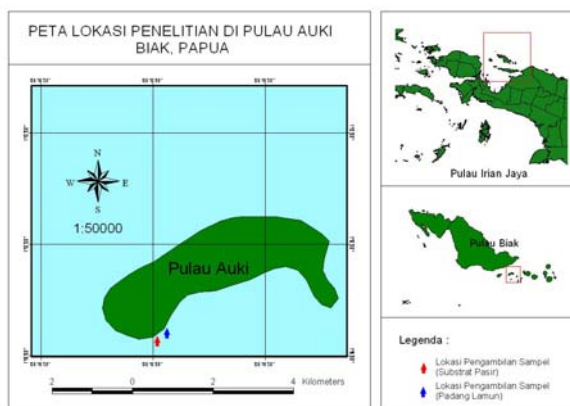 PETA LOKASI PENELITIAN DI PULAU AUKI
BIAK, PAPUA
N
W E
S
1:50000
Pulau Auki
2 0 2 4 Kilometers
Pulau Irian Jaya
Pulau Biak
Legenda :
Lokasi Pengambilan Sampel
(Substrat Pasir)
Lokasi Pengambilan Sampel
(Padang Lamun)